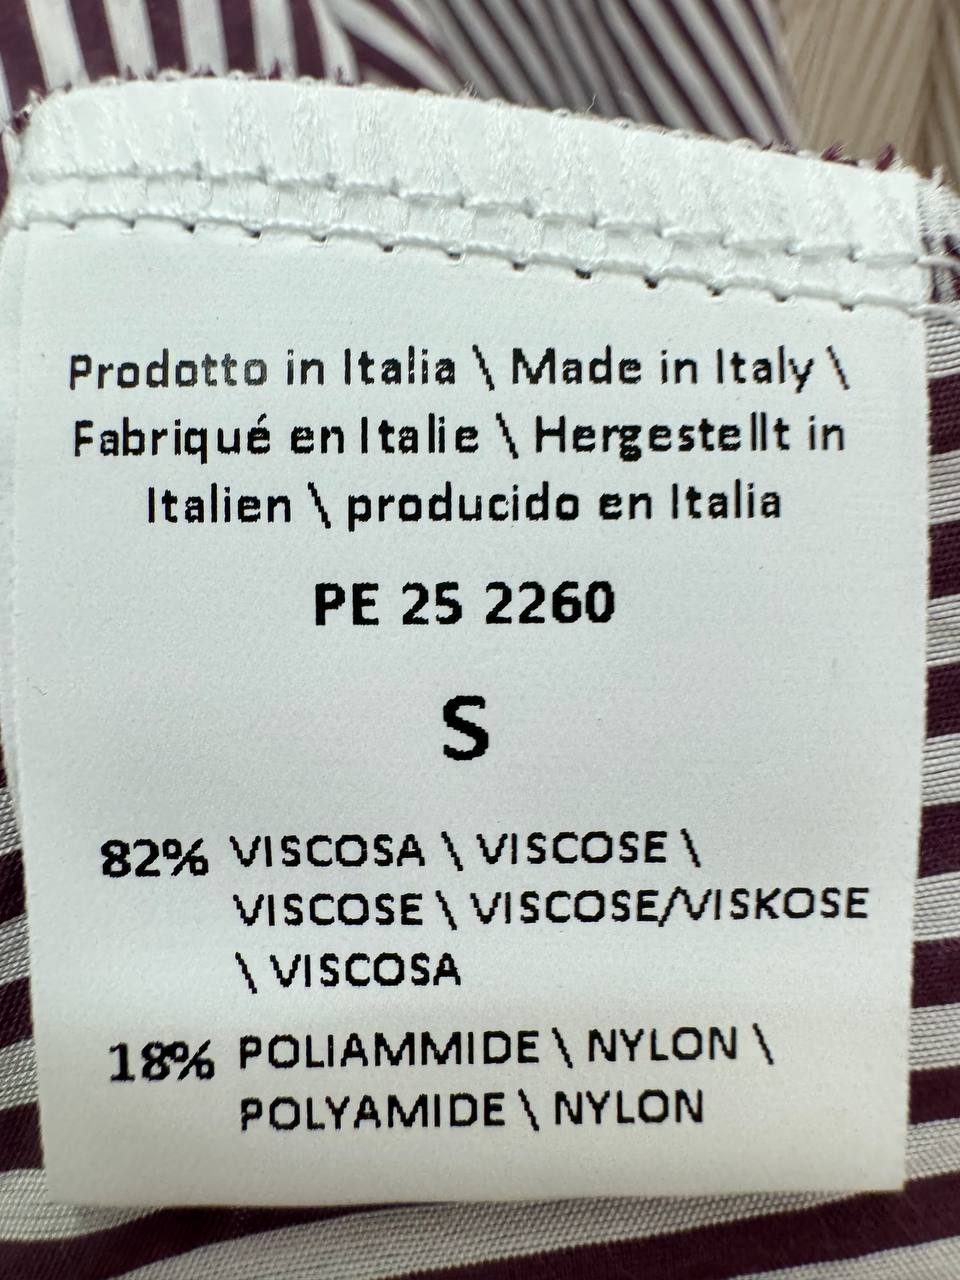 Prodotto in Italia \ Made in Italy \
Fabriqué en Italie \ Hergestellt in
Italien \ producido en Italia
PE 25 2260
S
82% VISCOSA \ VISCOSE \
VISCOSE \ VISCOSE/VISKOSE
\ VISCOSA
18% POLIAMMIDE \ NYLON \
POLYAMIDE \ NYLON